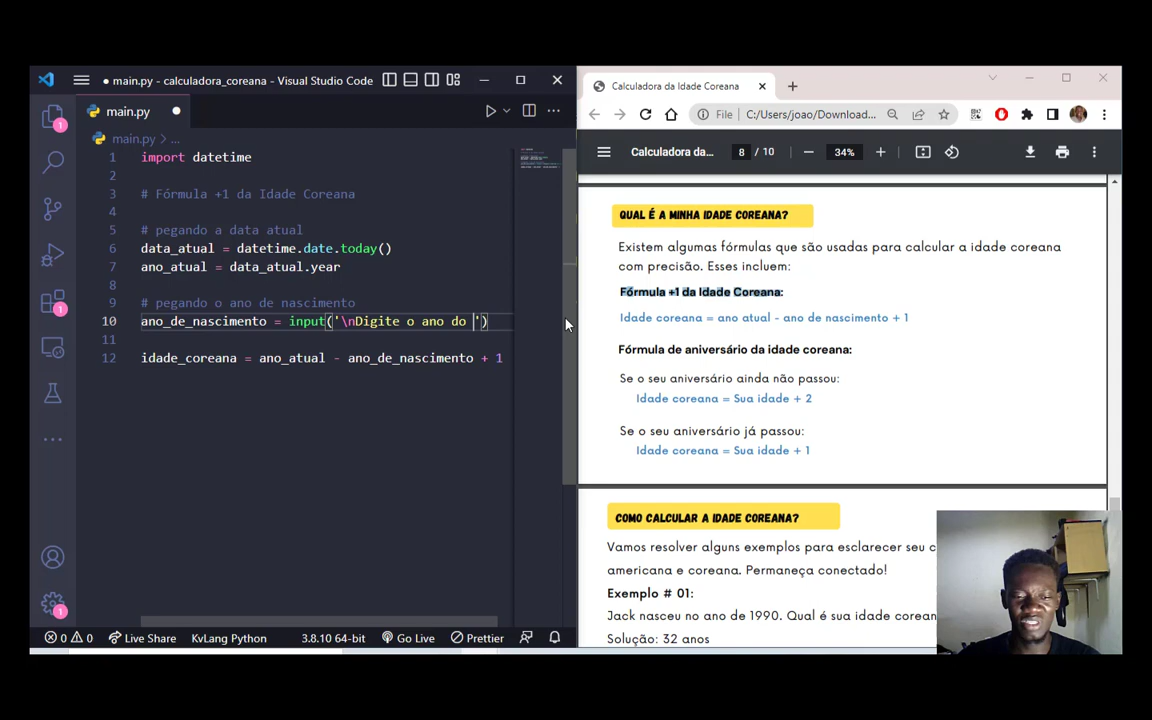 ● main.py - calculadora_coreana - Visual Studio Code
main.py
main.py > ...
1 import datetime
2
3 # Fórmula +1 da Idade Coreana
4
5 # pegando a data atual
6 data_atual = datetime.date.today()
7 ano_atual = data_atual.year
8
9 # pegando o ano de nascimento
10 ano_de_nascimento = input('\nDigite o ano do ')
11
12 idade_coreana = ano_atual - ano_de_nascimento + 1
1
1
1
0 0 Live Share KvLang Reporting
3.8.10 64-bit Go Live Prettier
Calculadora da Idade Coreana
File C:/Users/joao/Download...
Calculadora da... 8 / 10 34%
QUAL É A MINHA IDADE COREANA?
Existem algumas fórmulas que são usadas para calcular a idade coreana
com precisão. Esses incluem:
Fórmula +1 da Idade Coreana:
Idade coreana = ano atual - ano de nascimento + 1
Fórmula de aniversário da idade coreana:
Se o seu aniversário ainda não passou:
Idade coreana = Sua idade + 2
Se o seu aniversário já passou:
Idade coreana = Sua idade + 1
COMO CALCULAR A IDADE COREANA?
Vamos resolver alguns exemplos para esclarecer seu c
americana e coreana. Permaneça conectado!
Exemplo # 01:
Jack nasceu no ano de 1990. Qual é sua idade corean
Solução: 32 anos